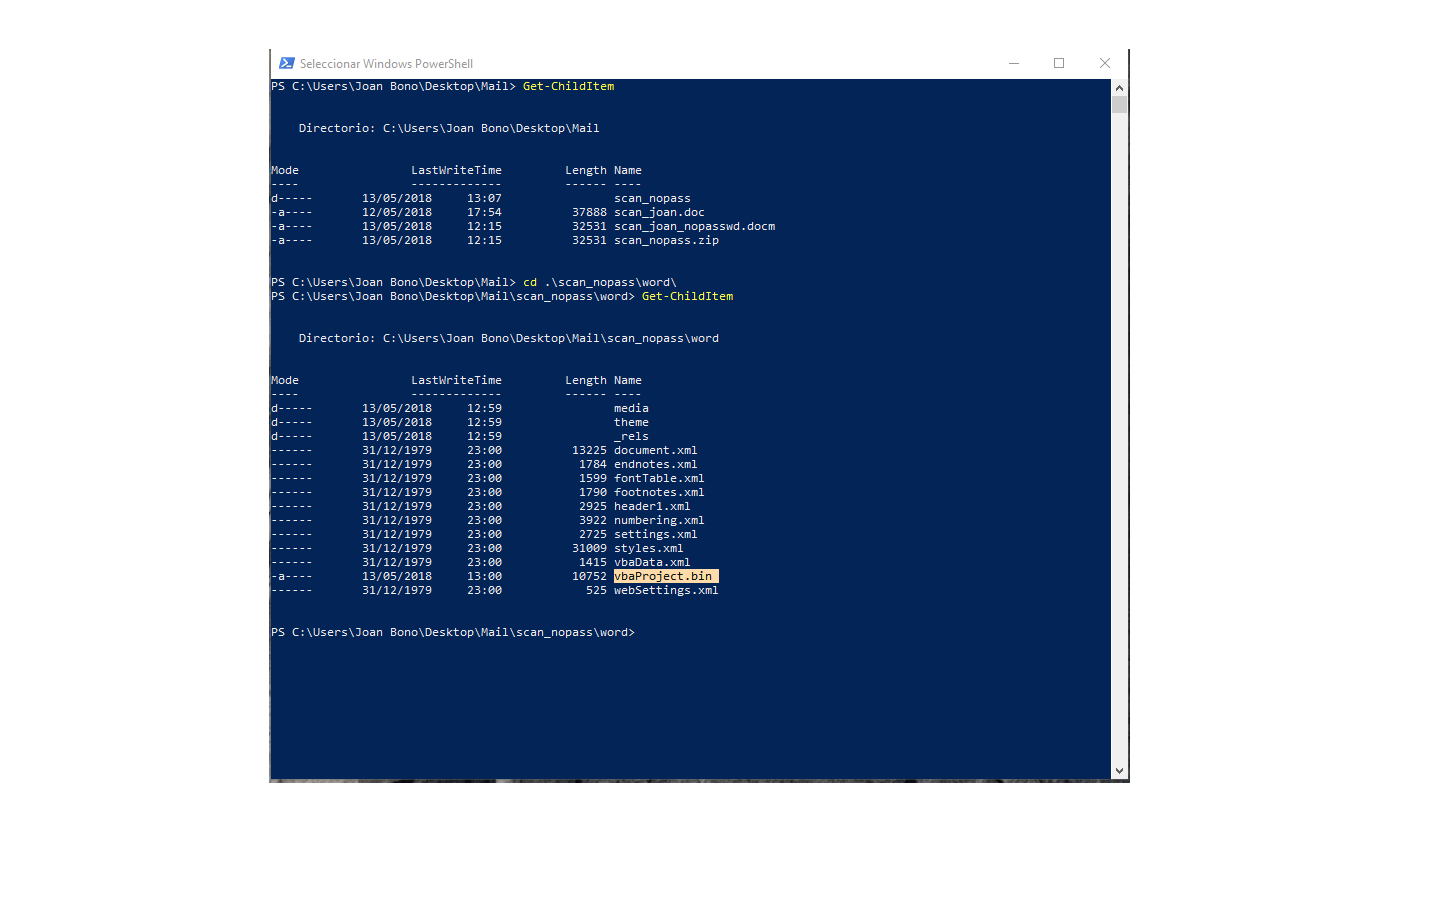 Seleccionar Windows PowerShell
PS C:\Users\Joan Bono\Desktop\Mail> Get-ChildItem
Directorio: C:\Users\Joan Bono\Desktop\Mail
Mode LastWriteTime Length Name
---- ------------- ------ ----
d----- 13/05/2018 13:07 scan_nopass
-a---- 12/05/2018 17:54 37888 scan_joan.doc
-a---- 13/05/2018 12:15 32531 scan_joan_nopasswd.docm
-a---- 13/05/2018 12:15 32531 scan_nopass.zip
PS C:\Users\Joan Bono\Desktop\Mail> cd .\scan_nopass\word\
PS C:\Users\Joan Bono\Desktop\Mail\scan_nopass\word> Get-ChildItem
Directorio: C:\Users\Joan Bono\Desktop\Mail\scan_nopass\word
Mode LastWriteTime Length Name
---- ------------- ------ ----
d----- 13/05/2018 12:59 media
d----- 13/05/2018 12:59 theme
d----- 13/05/2018 12:59 _rels
------ 31/12/1979 23:00 13225 document.xml
------ 31/12/1979 23:00 1784 endnotes.xml
------ 31/12/1979 23:00 1599 fontTable.xml
------ 31/12/1979 23:00 1790 footnotes.xml
------ 31/12/1979 23:00 2925 header1.xml
------ 31/12/1979 23:00 3922 numbering.xml
------ 31/12/1979 23:00 2725 settings.xml
------ 31/12/1979 23:00 31009 styles.xml
------ 31/12/1979 23:00 1415 vbaData.xml
-a---- 13/05/2018 13:00 10752 vbaProject.bin
------ 31/12/1979 23:00 525 webSettings.xml
PS C:\Users\Joan Bono\Desktop\Mail\scan_nopass\word>